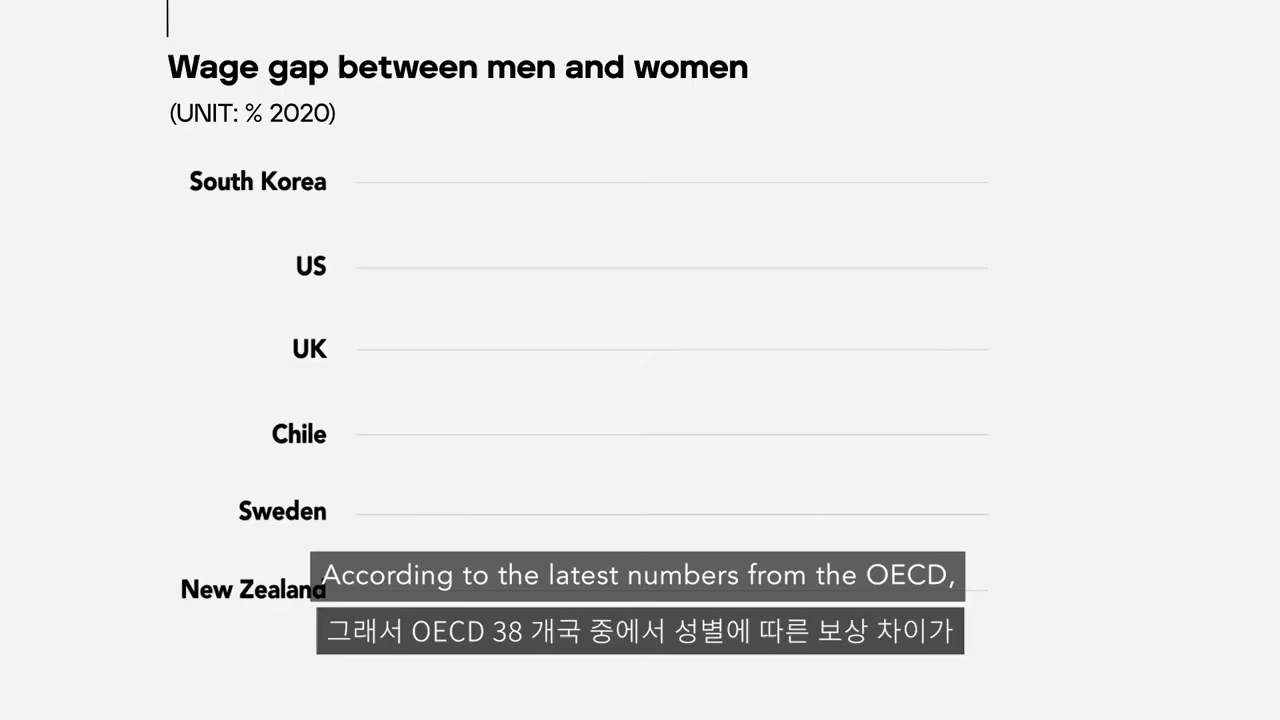 Wage gap between men and women
(UNIT: % 2020)
South Korea
US
UK
Chile
Sweden
New Zealand
According to the latest numbers from the OECD,
그래서 OECD 38 개국 중에서 성별에 따른 보상 차이가